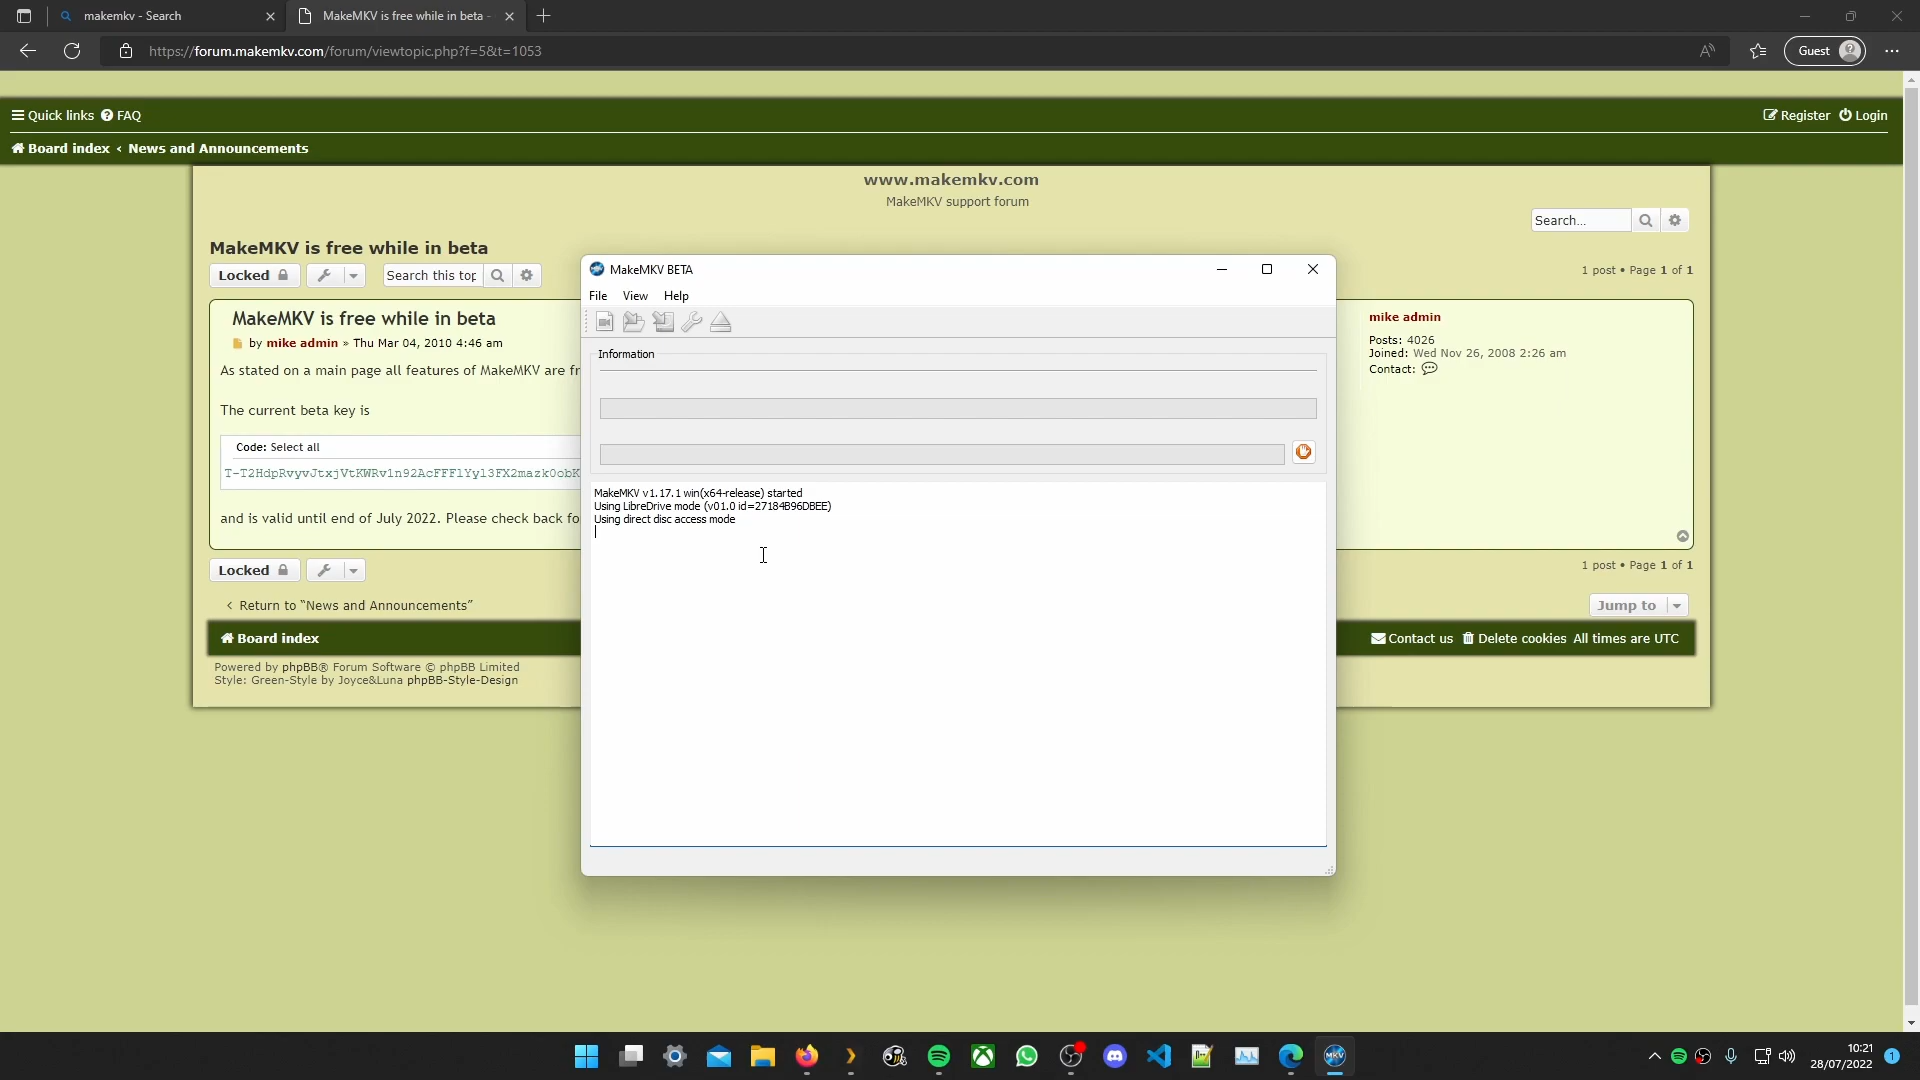 makemkv - Search
MakeMKV is free while in beta -
https://forum.makemkv.com/forum/viewtopic.php?f=5&t=1053
Guest
Quick links FAQ
Register Login
Board index ‹ News and Announcements
www.makemkv.com
MakeMKV support forum
Search...
MakeMKV is free while in beta
Locked
Search this top
1 post • Page 1 of 1
MakeMKV is free while in beta
by mike admin » Thu Mar 04, 2010 4:46 am
As stated on a main page all features of MakeMKV are fr
The current beta key is
Code: Select all
and is valid until end of July 2022. Please check back fo
mike admin
Posts: 4026
Joined: Wed Nov 26, 2008 2:26 am
Contact:
MakeMKV BETA
File View Help
Information
MakeMKV v1.17.1 win(x64-release) started
Using LibreDrive mode (v01.0 id=27184B96DBEE)
Using direct disc access mode
Locked
1 post • Page 1 of 1
‹ Return to “News and Announcements”
Jump to
Board index
Contact us Delete cookies All times are UTC
Powered by phpBB® Forum Software © phpBB Limited
Style: Green-Style by Joyce&Luna phpBB-Style-Design
MKV
10:21
28/07/2022
1